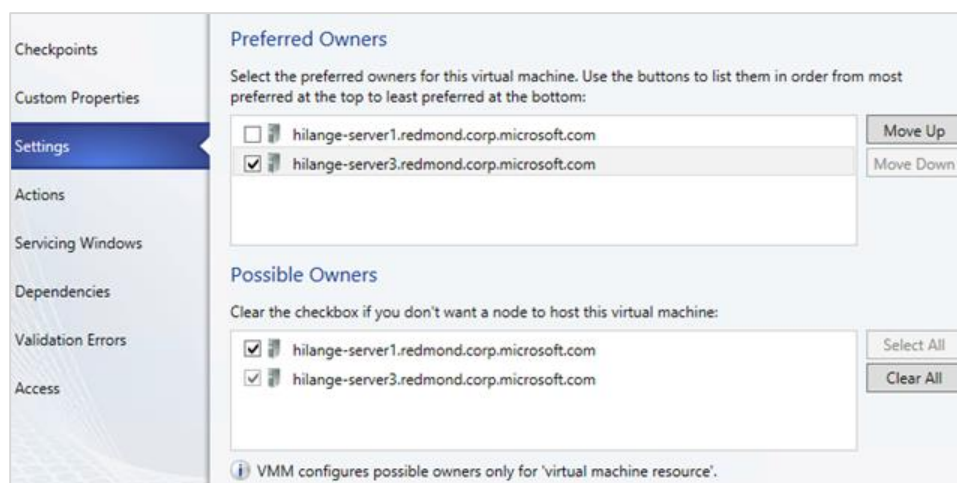 Checkpoints
Custom Properties
Settings
Actions
Servicing Windows
Dependencies
Validation Errors
Access
Preferred Owners
Select the preferred owners for this virtual machine. Use the buttons to list them in order from most
preferred at the top to least preferred at the bottom:
hilange-server1.redmond.corp.microsoft.com
hilange-server3.redmond.corp.microsoft.com
Move Up
Move Down
Possible Owners
Clear the checkbox if you don't want a node to host this virtual machine:
hilange-server1.redmond.corp.microsoft.com
hilange-server3.redmond.corp.microsoft.com
Select All
Clear All
VMM configures possible owners only for 'virtual machine resource'.